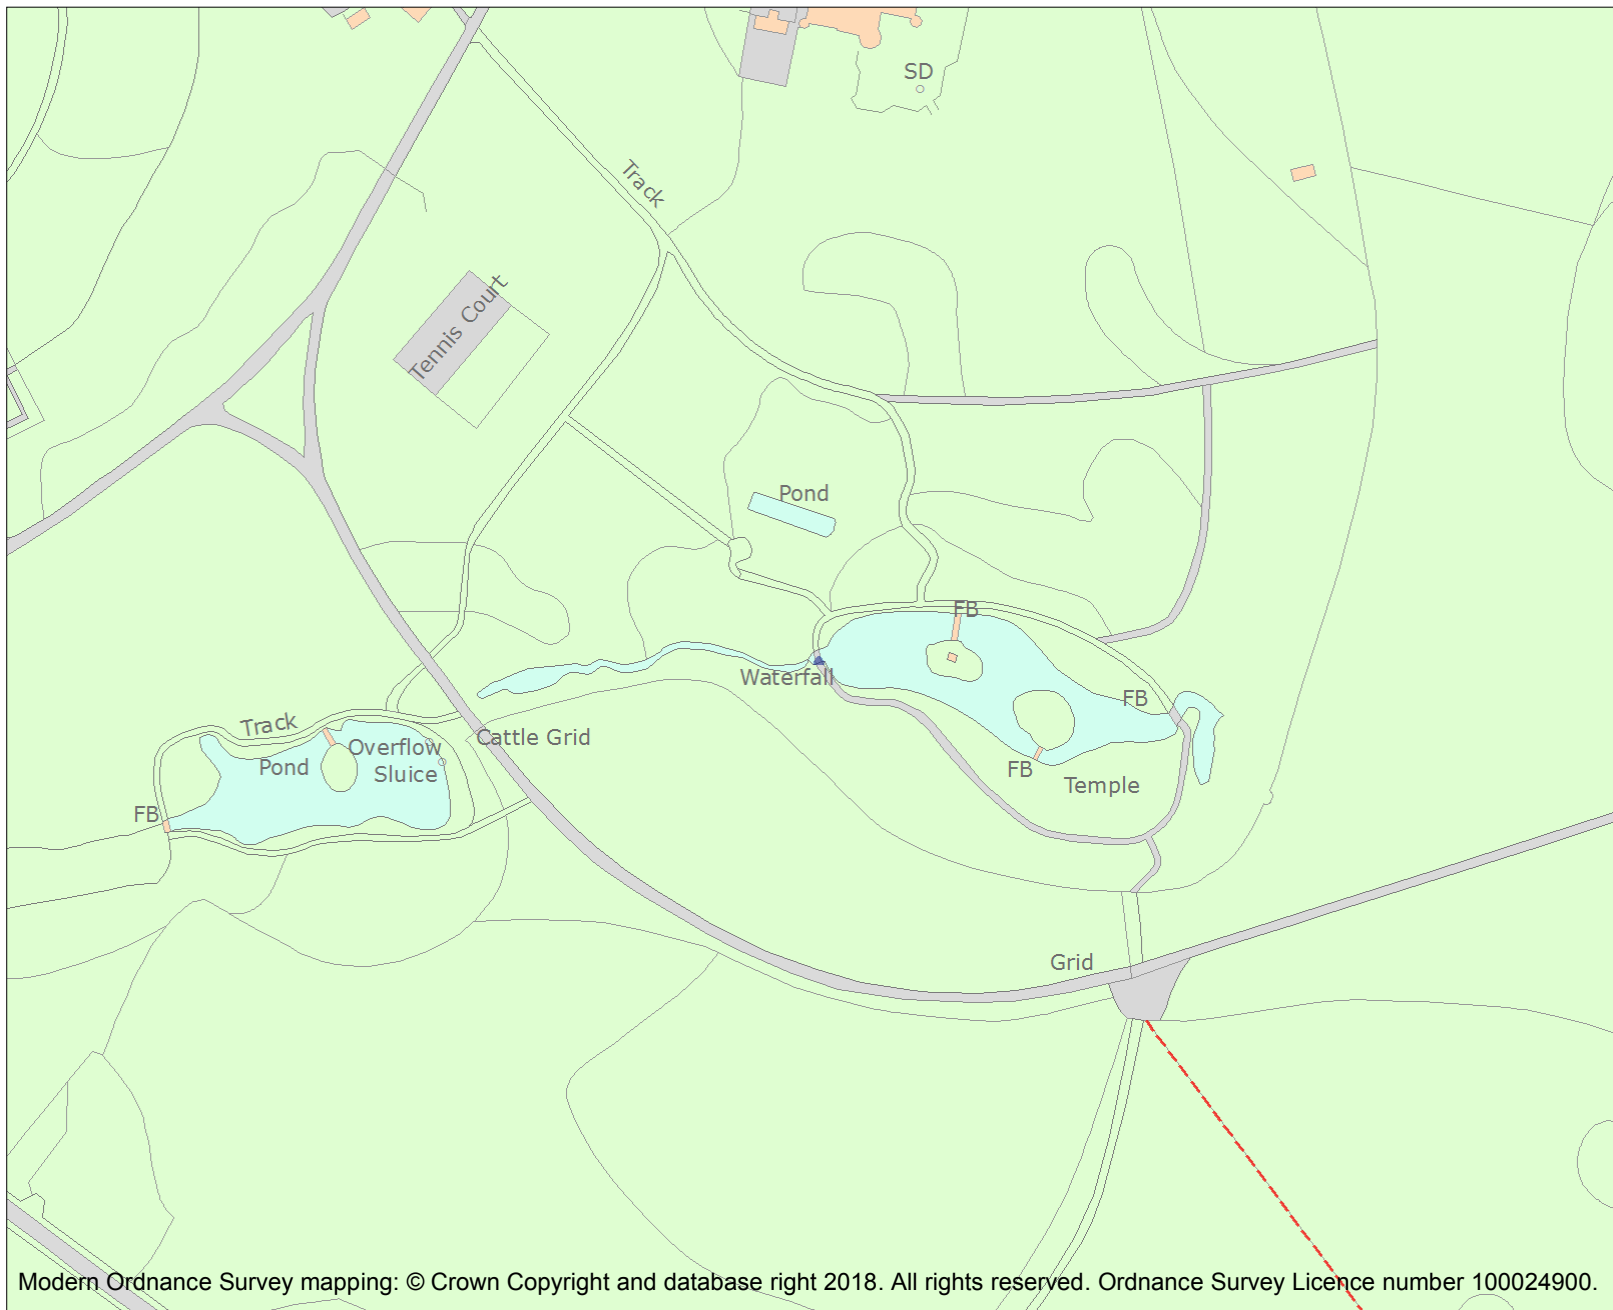 SD
Track
Tennis Court
Pond
FB
Waterfall
FB
Track
Cattle Grid
Overflow
Sluice
Pond
FB
Temple
FB
Grid
Modern Ordnance Survey mapping: © Crown Copyright and database right 2018. All rights reserved. Ordnance Survey Licence number 100024900.